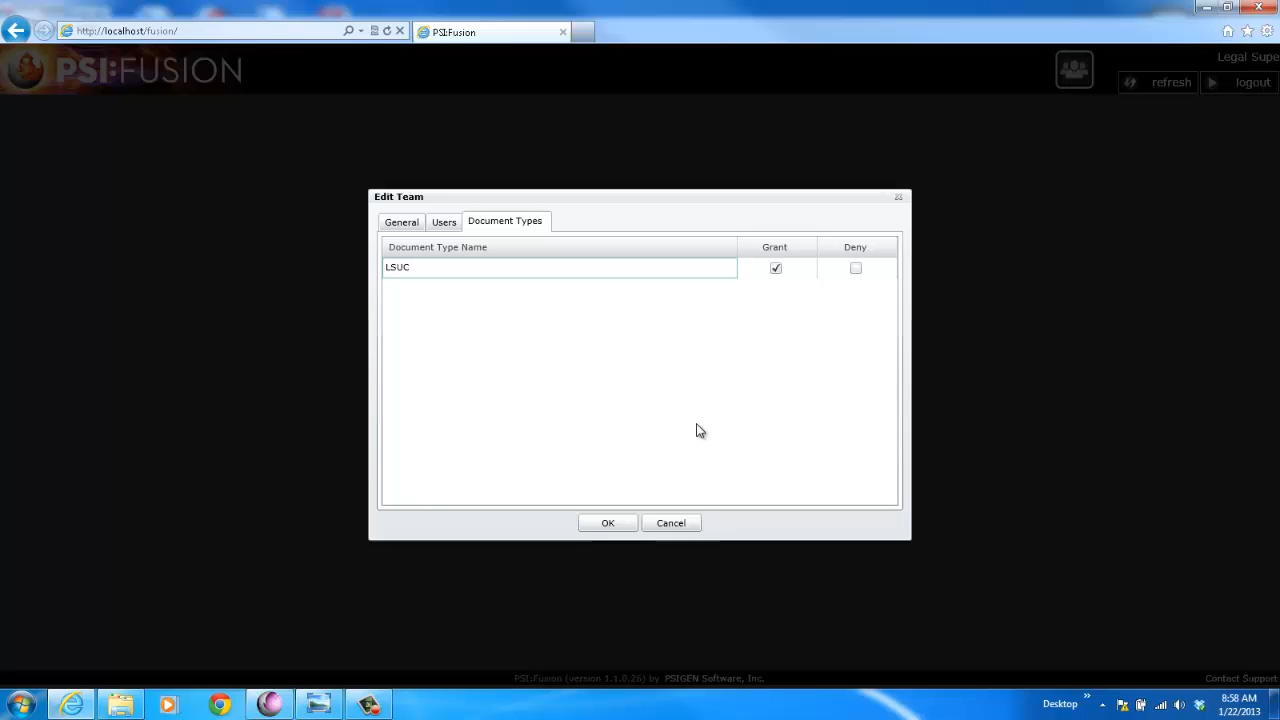 http://localhost/fusion/
PSI:Fusion
PSI:FUSION
Legal Supe
refresh
logout
Edit Team
General
Users
Document Types
Document Type Name
Grant
Deny
LSUC
OK
Cancel
PSI:Fusion (version 1.1.0.26) by PSIGEN Software, Inc.
Contact Support
Desktop
8:58 AM
1/22/2013